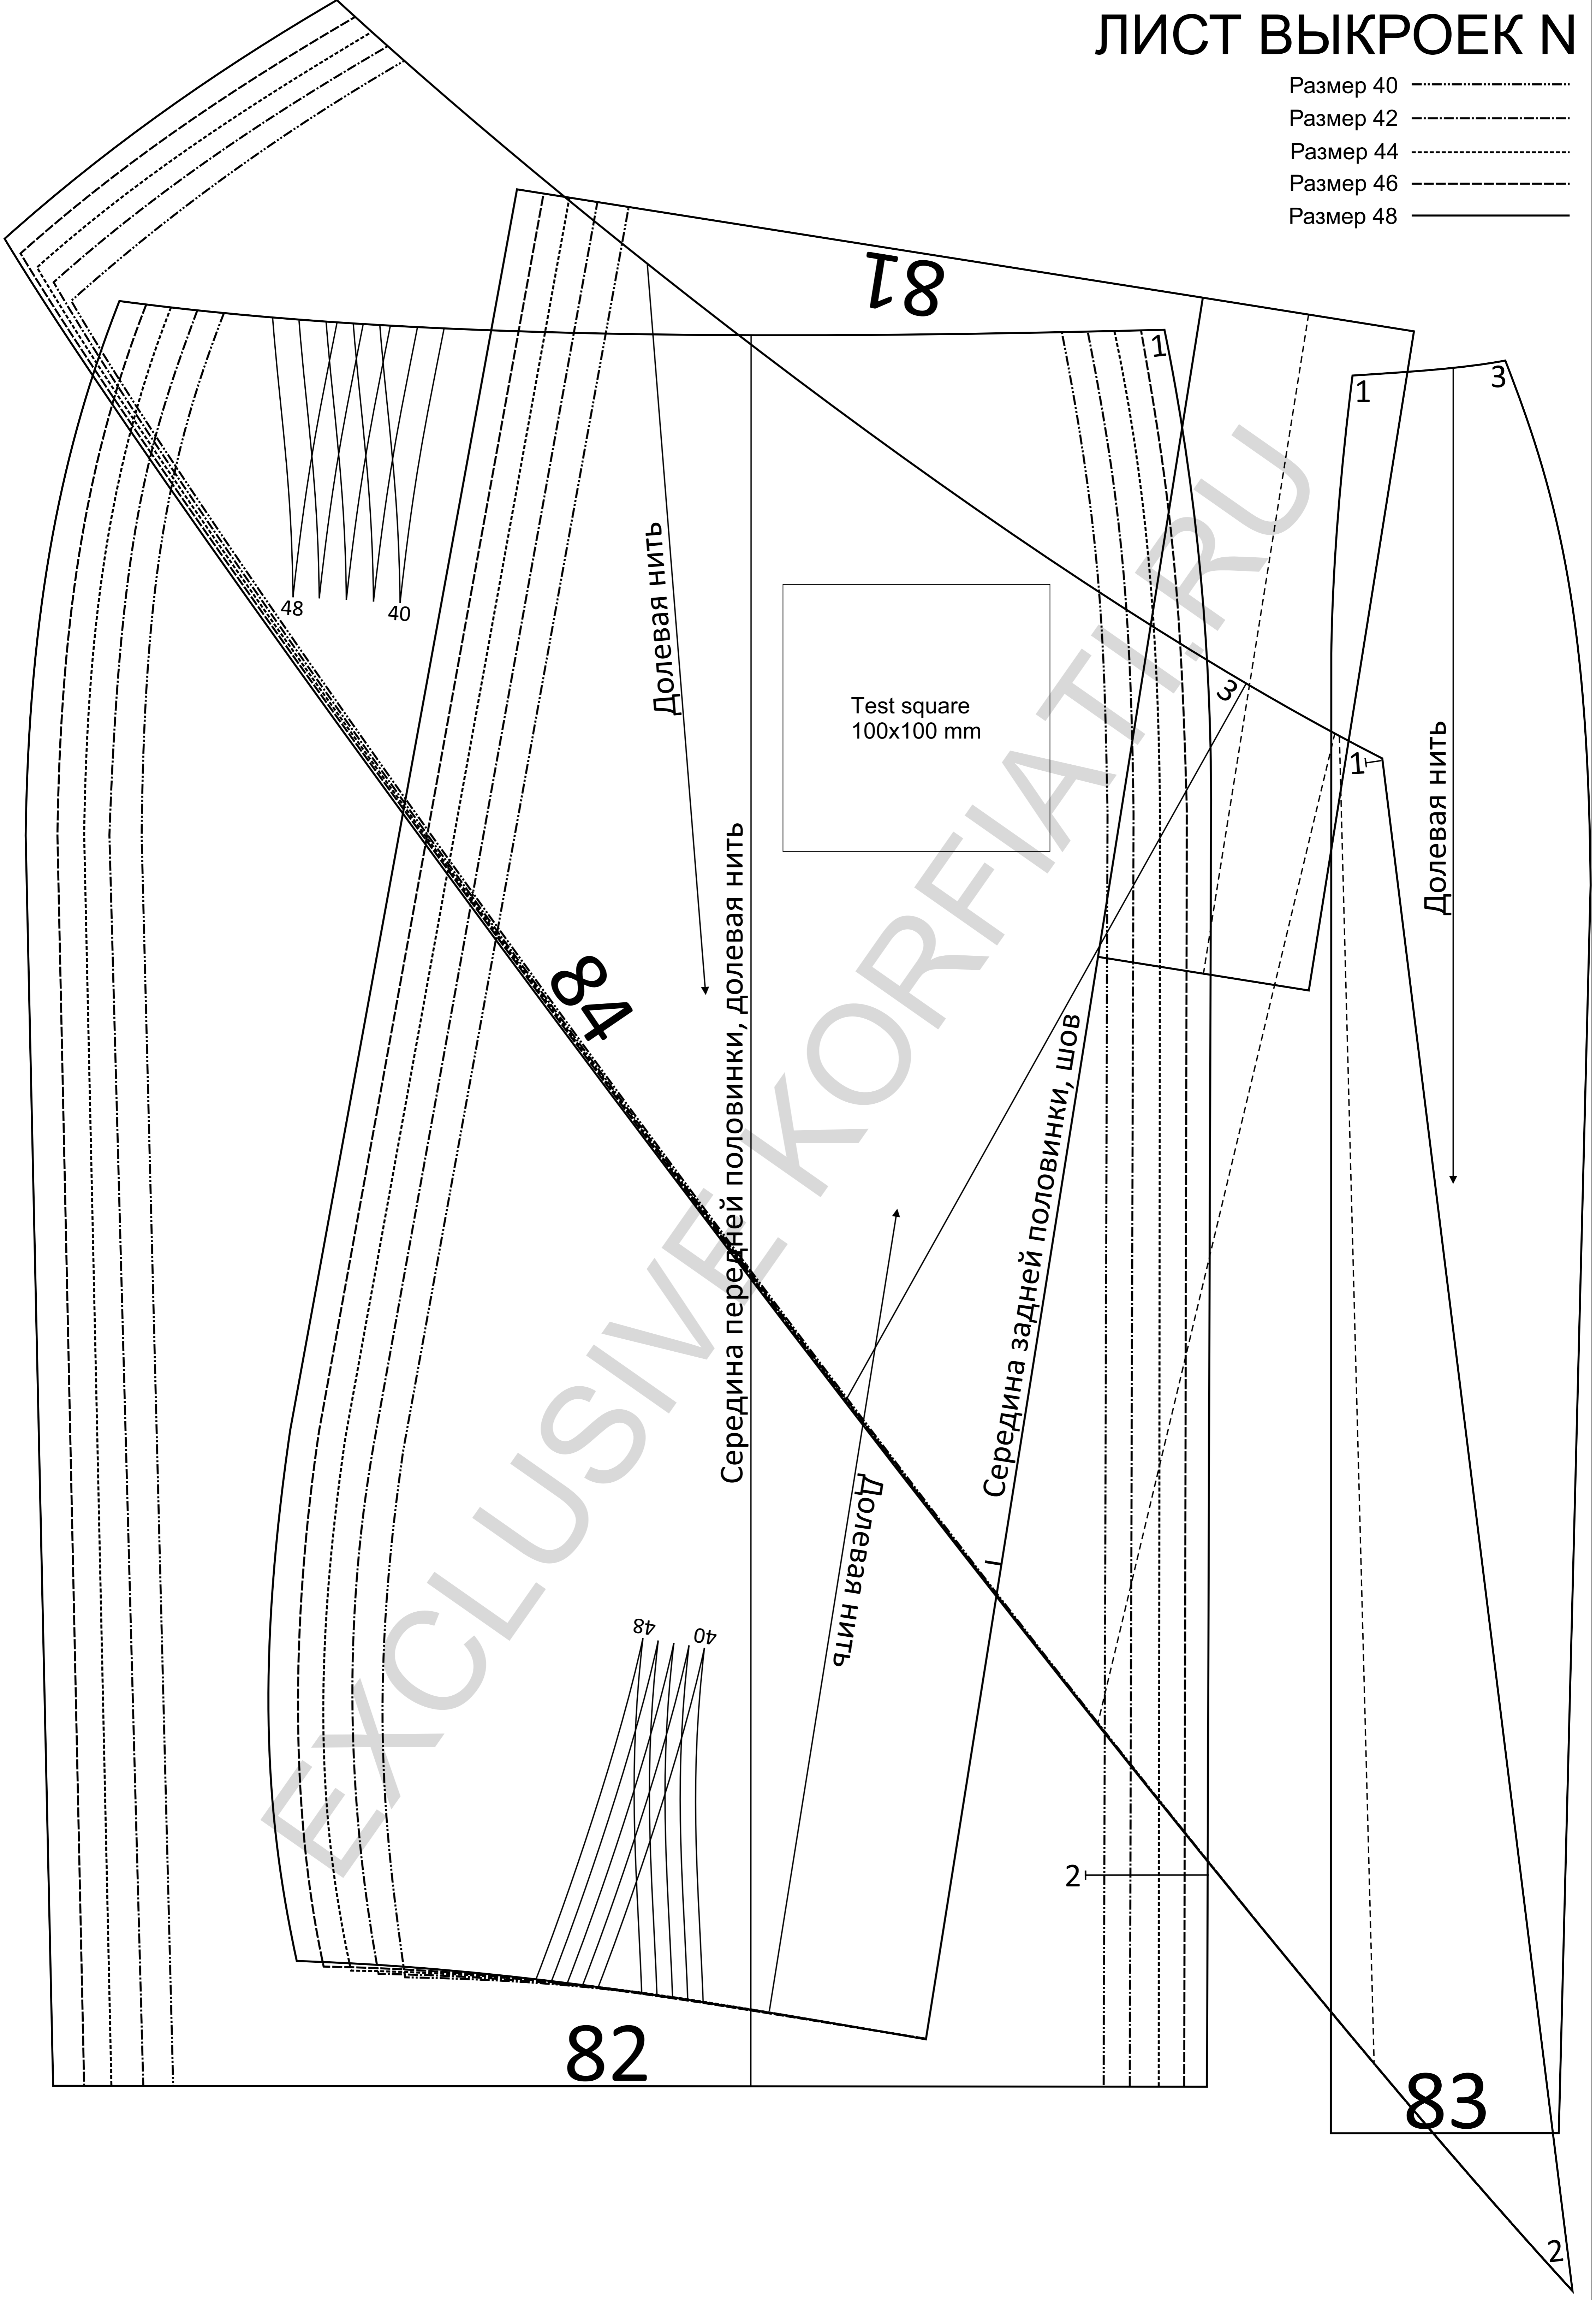 ЛИСТ ВЫКРОЕК N
Размер 40
Размер 42
Размер 44
Размер 46
Размер 48
81
1
1
3
48
40
Долевая нить
Test square
100x100 mm
3
1
Долевая нить
84
Середина передней половинки, долевая нить
Середина задней половинки, шов
Долевая нить
EXCLUSIVE KORFIATI.RU
48
40
2
82
83
2